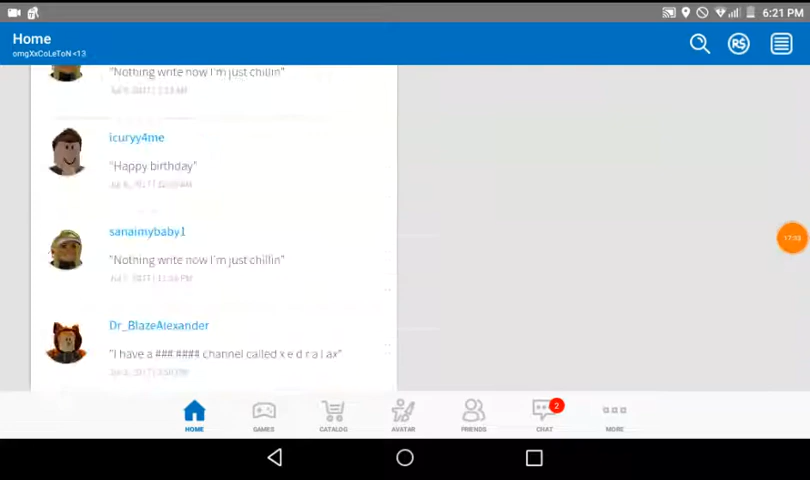 6:21 PM
Home
omgXxCoLeToN <13
"Nothing write now I'm just chillin"
icuryy4me
"Happy birthday"
sanaimybaby1
"Nothing write now I'm just chillin"
Dr_BlazeAlexander
"I have a ### #### channel called x e d r a l ax"
HOME
GAMES
CATALOG
AVATAR
FRIENDS
2
CHAT
MORE